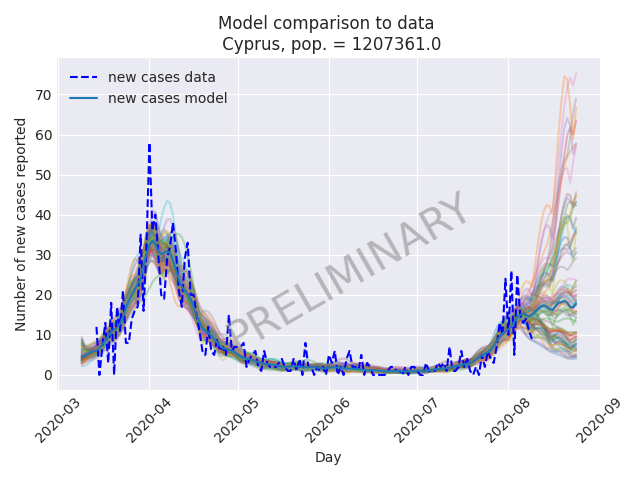 Model comparison to data
Cyprus, pop. = 1207361.0
new cases data
new cases model
Number of new cases reported
70
60
50
40
30
20
10
0
PRELIMINARY
2020-03
2020-04
2020-05
2020-06
2020-07
2020-08
2020-09
Day